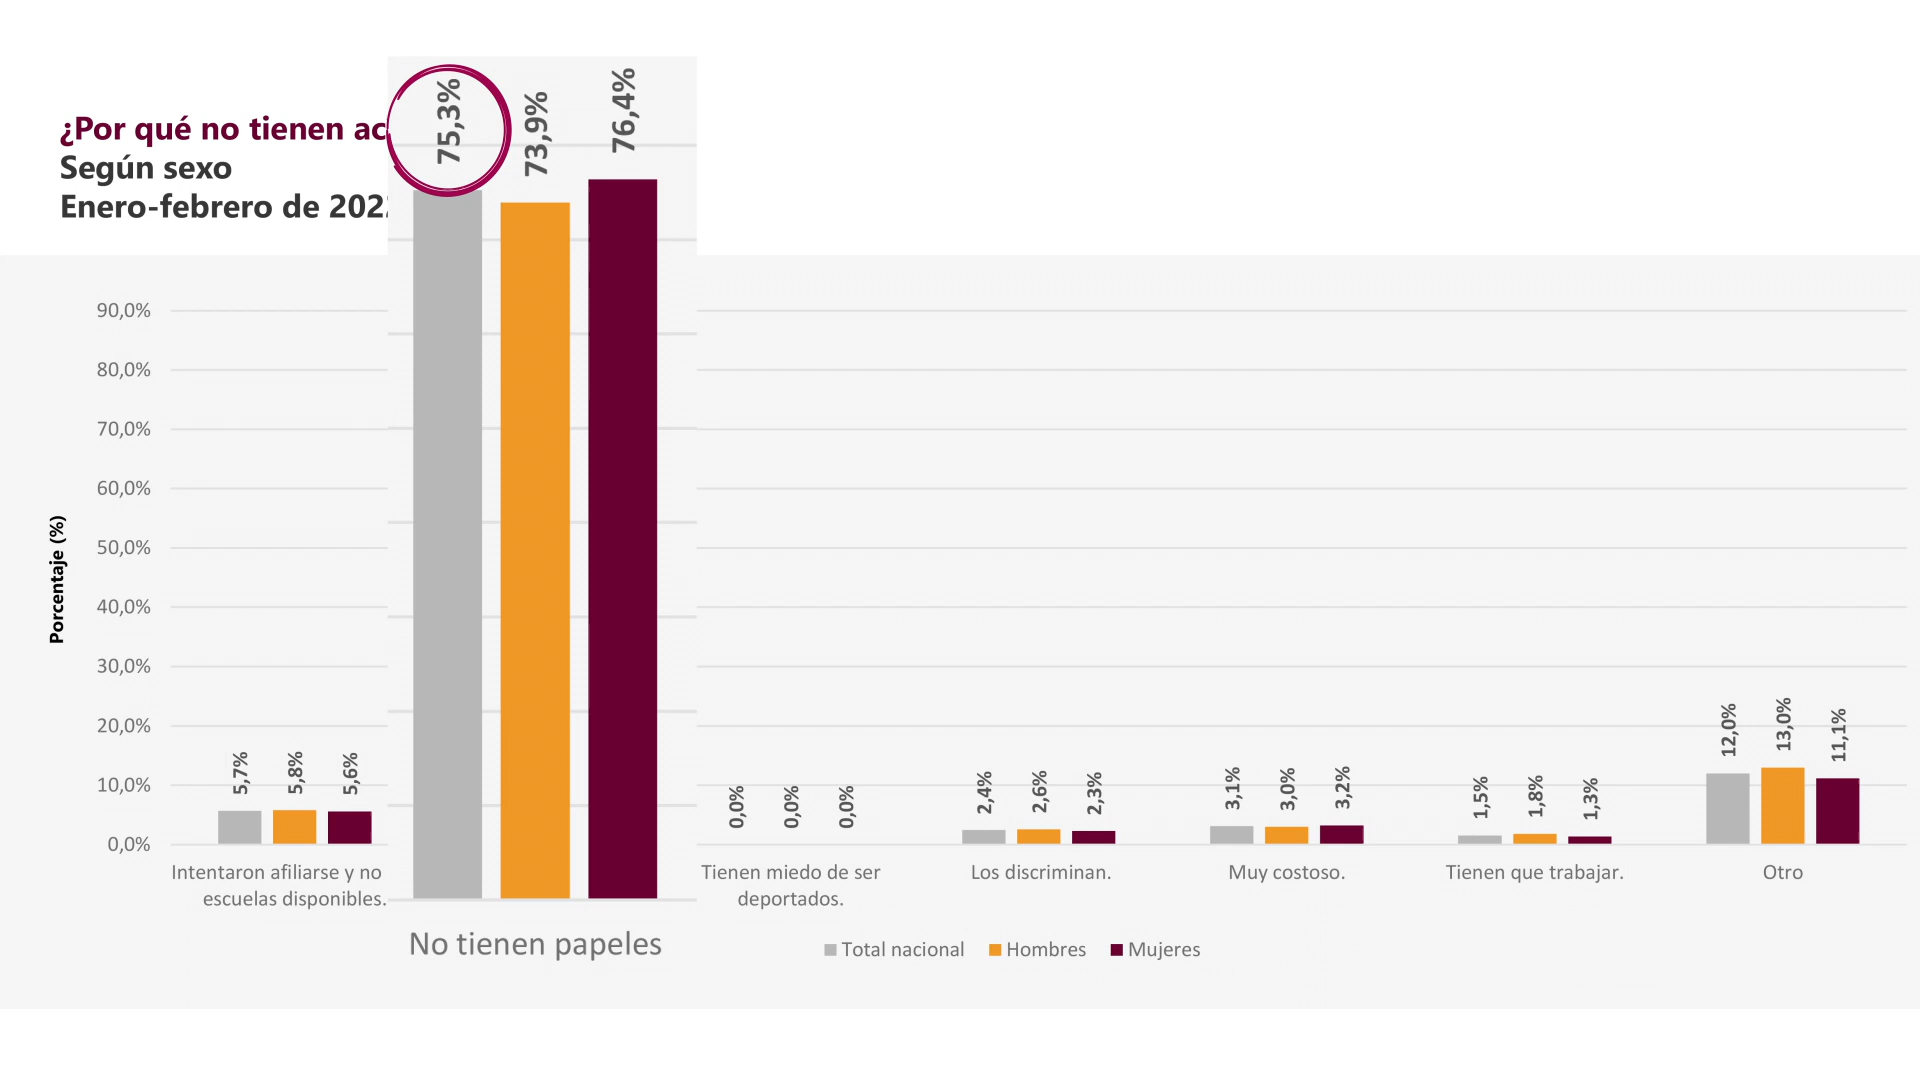 ¿Por qué no tienen
Según sexo
Enero-febrero de
75,3%
73,9%
76,4%
90,0%
80,0%
70,0%
60,0%
50,0%
40,0%
30,0%
20,0%
10,0%
0,0%
Porcentaje (%)
5,7%
5,8%
5,6%
0,0%
0,0%
0,0%
2,4%
2,6%
2,3%
3,1%
3,0%
3,2%
1,5%
1,8%
1,3%
12,0%
13,0%
11,1%
Intentaron afiliarse y no
escuelas disponibles.
No tienen papeles
Tienen miedo de ser
deportados.
Los discriminan.
Muy costoso.
Tienen que trabajar.
Otro
Total nacional
Hombres
Mujeres